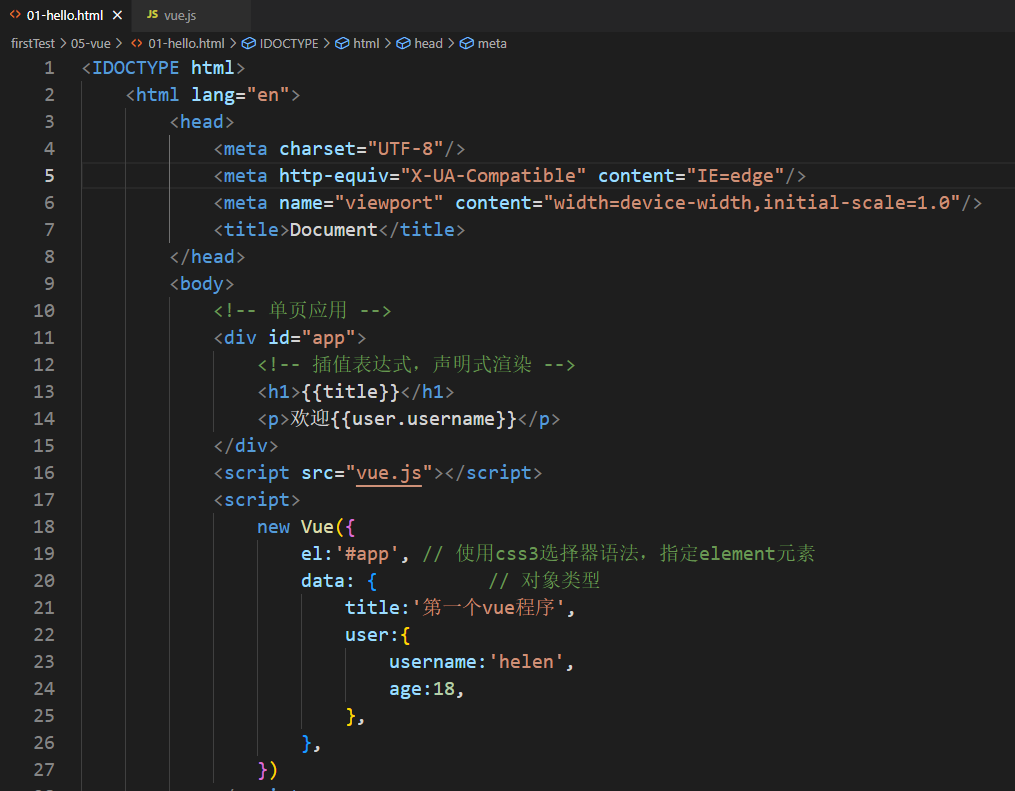 01-hello.html
JS vue.js
firstTest > 05-vue > 01-hello.html > IDOCTYPE > html > head > meta
1 <IDOCTYPE html>
2 <html lang="en">
3 <head>
4 <meta charset="UTF-8"/>
5 <meta http-equiv="X-UA-Compatible" content="IE=edge"/>
6 <meta name="viewport" content="width=device-width,initial-scale=1.0"/>
7 <title>Document</title>
8 </head>
9 <body>
10 <!-- 单页应用 -->
11 <div id="app">
12 <!-- 插值表达式，声明式渲染 -->
13 <h1>{{title}}</h1>
14 <p>欢迎{{user.username}}</p>
15 </div>
16 <script src="vue.js"></script>
17 <script>
18 new Vue({
19 el:'#app', // 使用css3选择器语法，指定element元素
20 data: { // 对象类型
21 title:'第一个vue程序',
22 user:{
23 username:'helen',
24 age:18,
25 },
26 },
27 })